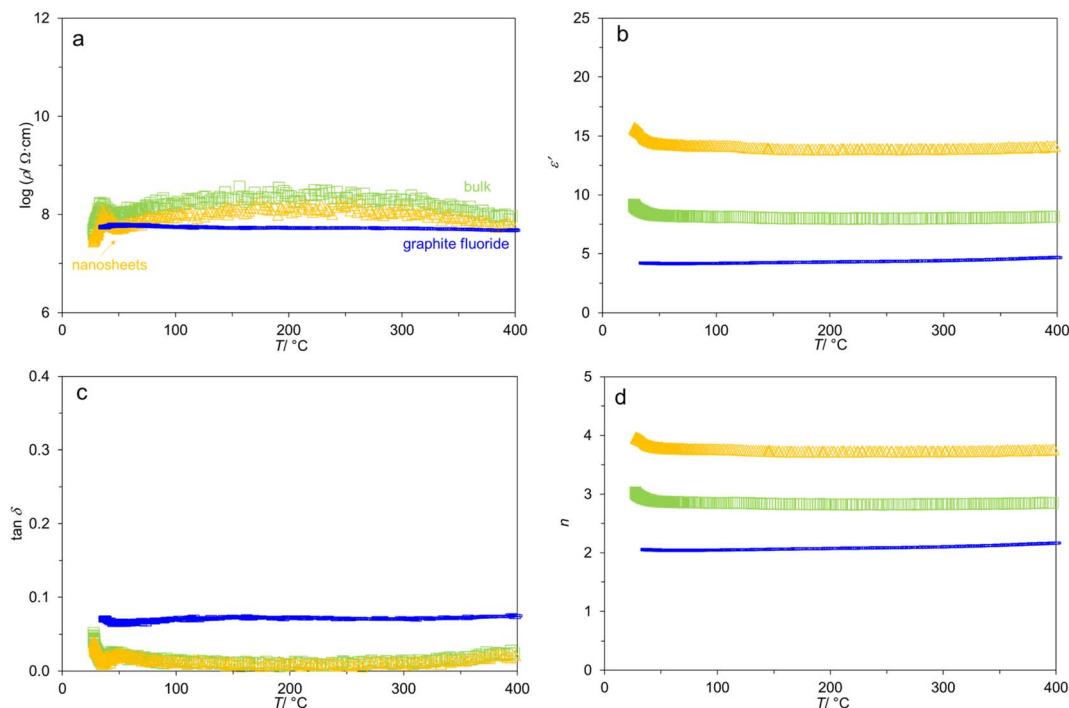 a
log (ρ/ Ω·cm)
12
10
8
6
bulk
nanosheets
graphite fluoride
0
100
200
300
400
T/ °C
b
ε′
25
20
15
10
5
0
0
100
200
300
400
T/ °C
c
tan δ
0.4
0.3
0.2
0.1
0.0
0
100
200
300
400
T/ °C
d
n
5
4
3
2
1
0
0
100
200
300
400
T/ °C